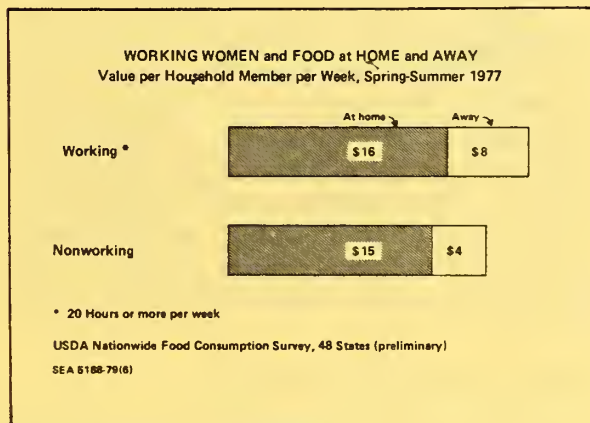 WORKING WOMEN and FOOD at HOME and AWAY
Value per Household Member per Week, Spring-Summer 1977
At home Away
Working * $16 $8
Nonworking $15 $4
* 20 Hours or more per week
USDA Nationwide Food Consumption Survey, 48 States (preliminary)
SEA 5188-79(6)